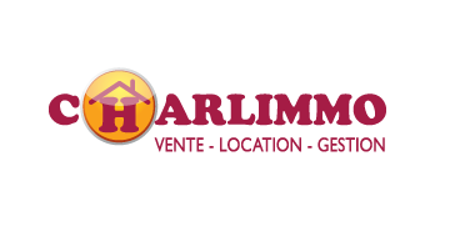 CHARLIMMO
VENTE - LOCATION - GESTION